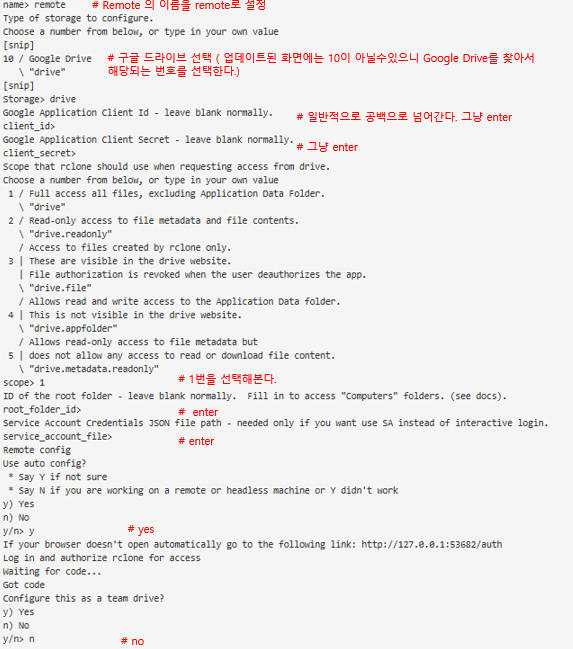 name> remote # Remote 의 이름을 remote로 설정
Type of storage to configure.
Choose a number from below, or type in your own value
[snip]
10 / Google Drive # 구글 드라이브 선택 ( 업데이트된 화면에는 10이 아닐수있으니 Google Drive를 찾아서
\ "drive" 해당되는 번호를 선택한다.)
[snip]
Storage> drive
Google Application Client Id - leave blank normally. # 일반적으로 공백으로 넘어간다. 그냥 enter
client_id>
Google Application Client Secret - leave blank normally. # 그냥 enter
client_secret>
Scope that rclone should use when requesting access from drive.
Choose a number from below, or type in your own value
1 / Full access all files, excluding Application Data Folder.
\ "drive"
2 / Read-only access to file metadata and file contents.
\ "drive.readonly"
/ Access to files created by rclone only.
3 | These are visible in the drive website.
| File authorization is revoked when the user deauthorizes the app.
\ "drive.file"
/ Allows read and write access to the Application Data folder.
4 | This is not visible in the drive website.
\ "drive.appfolder"
/ Allows read-only access to file metadata but
5 | does not allow any access to read or download file content.
\ "drive.metadata.readonly"
scope> 1 # 1번을 선택해본다.
ID of the root folder - leave blank normally.  Fill in to access "Computers" folders. (see docs).
root_folder_id> # enter
Service Account Credentials JSON file path - needed only if you want use SA instead of interactive login.
service_account_file> # enter
Remote config
Use auto config?
* Say Y if not sure
* Say N if you are working on a remote or headless machine or Y didn't work
y) Yes
n) No
y/n> y # yes
If your browser doesn't open automatically go to the following link: http://127.0.0.1:53682/auth
Log in and authorize rclone for access
Waiting for code...
Got code
Configure this as a team drive?
y) Yes
n) No
y/n> n # no